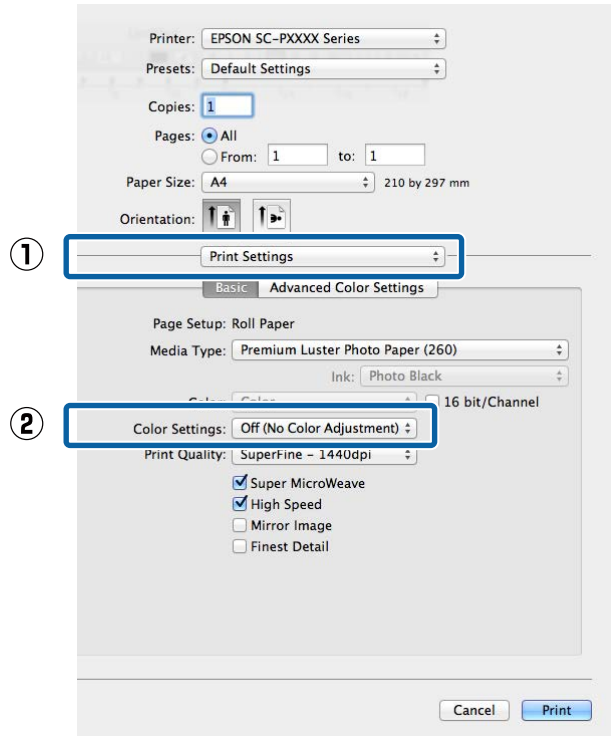 Printer: EPSON SC-PXXXX Series
Presets: Default Settings
Copies: 1
Pages: All
From: 1 to: 1
Paper Size: A4 210 by 297 mm
Orientation:
① Print Settings
Basic Advanced Color Settings
Page Setup: Roll Paper
Media Type: Premium Luster Photo Paper (260)
Ink: Photo Black
Color: Color 16 bit/Channel
② Color Settings: Off (No Color Adjustment)
Print Quality: SuperFine – 1440dpi
Super MicroWeave
High Speed
Mirror Image
Finest Detail
Cancel Print